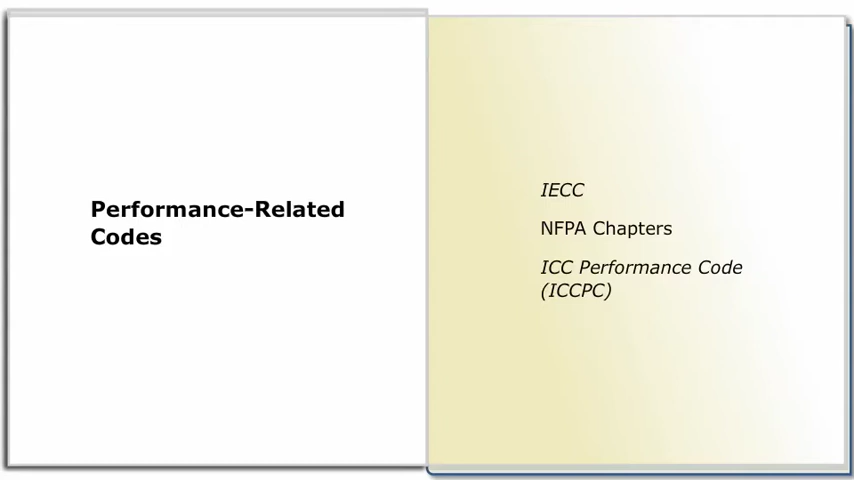 Performance-Related
Codes
IECC
NFPA Chapters
ICC Performance Code
(ICCPC)